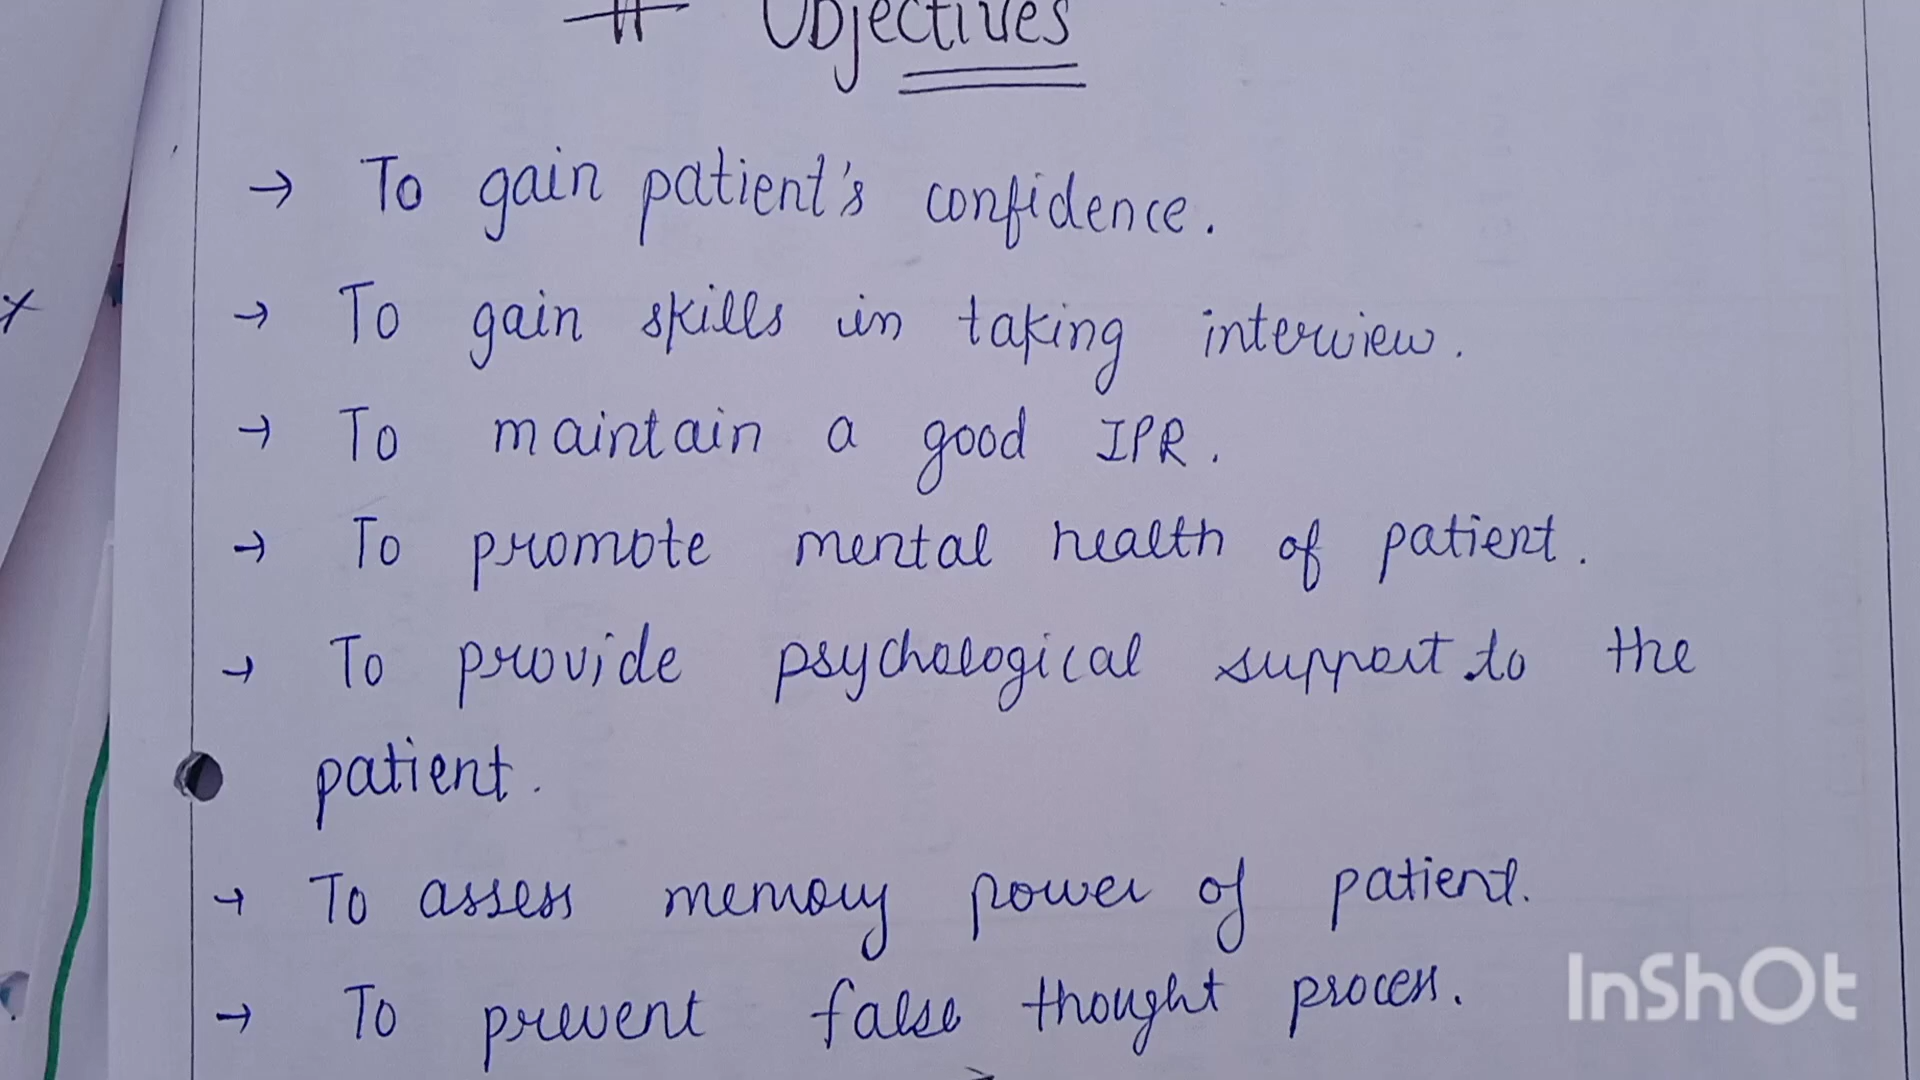 # Objectives
→ To gain patient's confidence.
→ To gain skills in taking interview.
→ To maintain a good IPR.
→ To promote mental health of patient.
→ To provide psychological support to the
patient.
→ To assess memory power of patient.
→ To prevent false thought process.
InShOt